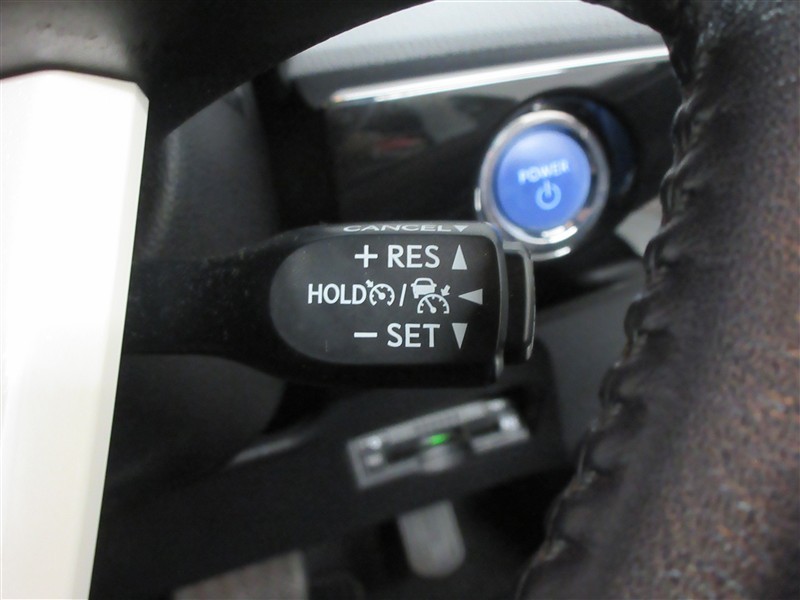 POWER
CANCEL
+ RES
HOLD /
− SET